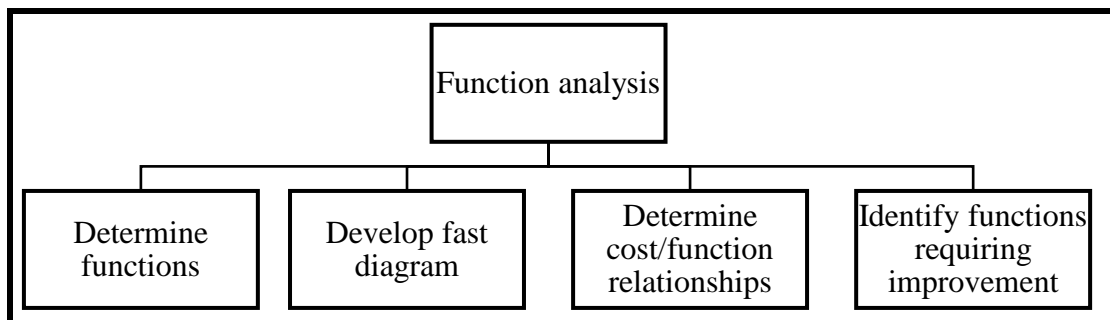 Function analysis
Determine
functions
Develop fast
diagram
Determine
cost/function
relationships
Identify functions
requiring
improvement